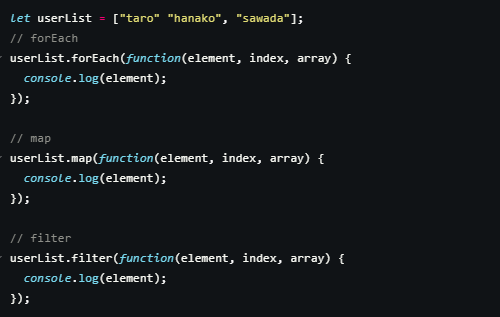 let userList = ["taro" "hanako", "sawada"];
// forEach
userList.forEach(function(element, index, array) {
  console.log(element);
});
// map
userList.map(function(element, index, array) {
  console.log(element);
});
// filter
userList.filter(function(element, index, array) {
  console.log(element);
});